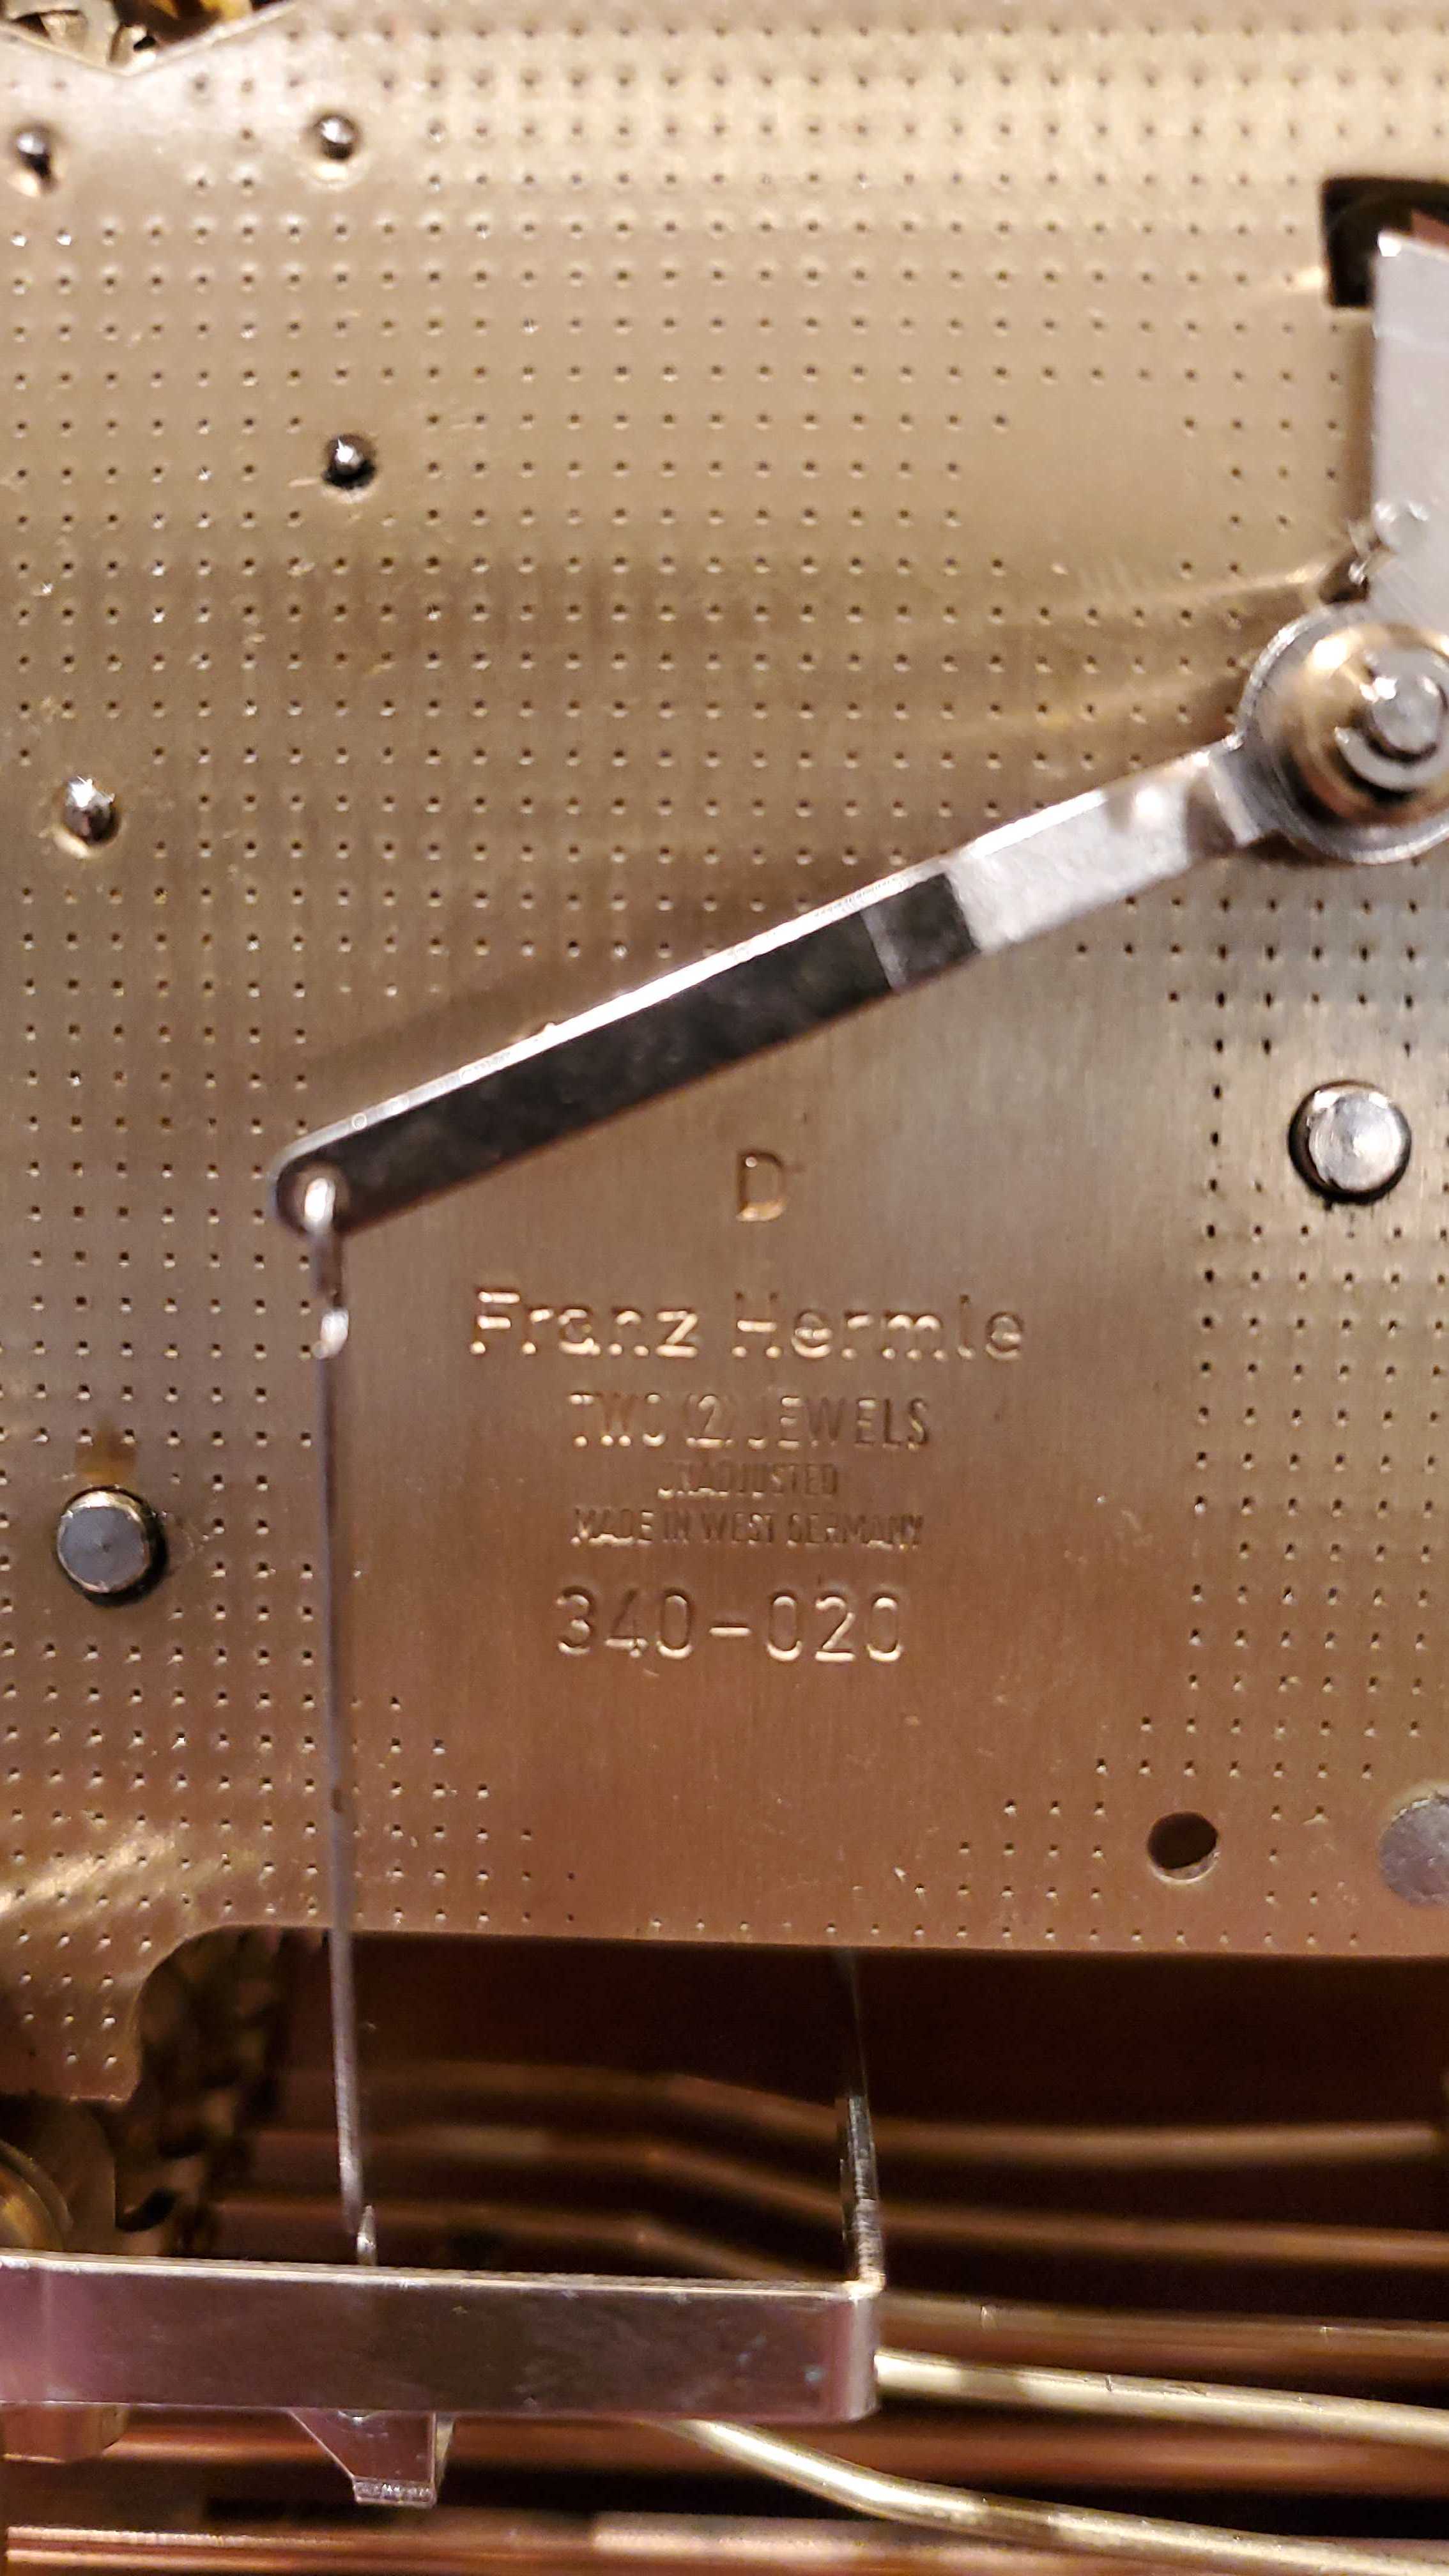 D
Franz Hermle
TWO (2) JEWELS
UNADJUSTED
MADE IN WEST GERMANY
340-020